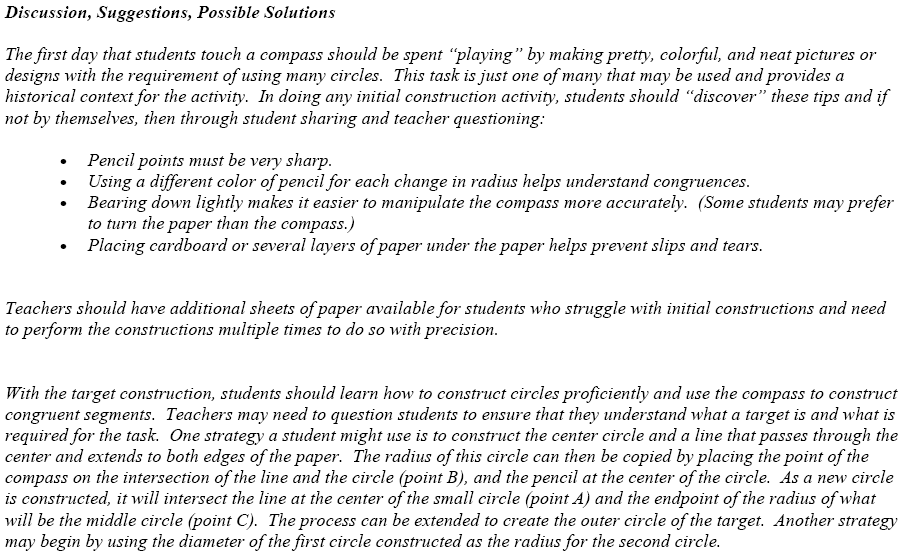 Discussion, Suggestions, Possible Solutions
The first day that students touch a compass should be spent “playing” by making pretty, colorful, and neat pictures or
designs with the requirement of using many circles.  This task is just one of many that may be used and provides a
historical context for the activity.  In doing any initial construction activity, students should “discover” these tips and if
not by themselves, then through student sharing and teacher questioning:
• Pencil points must be very sharp.
• Using a different color of pencil for each change in radius helps understand congruences.
• Bearing down lightly makes it easier to manipulate the compass more accurately.  (Some students may prefer
to turn the paper than the compass.)
• Placing cardboard or several layers of paper under the paper helps prevent slips and tears.
Teachers should have additional sheets of paper available for students who struggle with initial constructions and need
to perform the constructions multiple times to do so with precision.
With the target construction, students should learn how to construct circles proficiently and use the compass to construct
congruent segments.  Teachers may need to question students to ensure that they understand what a target is and what is
required for the task.  One strategy a student might use is to construct the center circle and a line that passes through the
center and extends to both edges of the paper.  The radius of this circle can then be copied by placing the point of the
compass on the intersection of the line and the circle (point B), and the pencil at the center of the circle.  As a new circle
is constructed, it will intersect the line at the center of the small circle (point A) and the endpoint of the radius of what
will be the middle circle (point C).  The process can be extended to create the outer circle of the target.  Another strategy
may begin by using the diameter of the first circle constructed as the radius for the second circle.